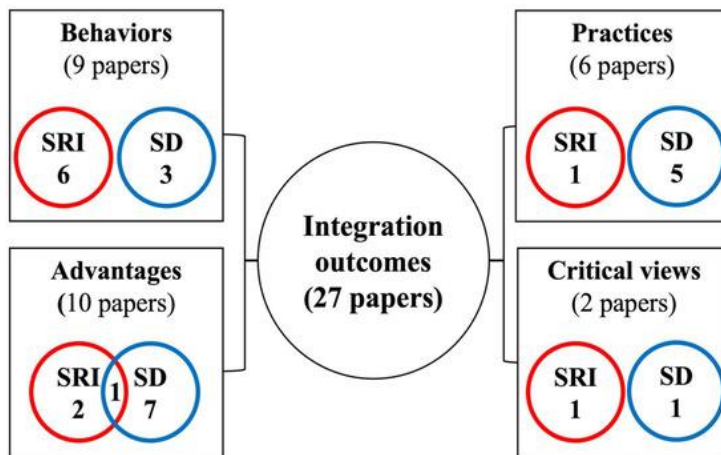 Behaviors
(9 papers)
SRI
6
SD
3
Advantages
(10 papers)
SRI
2
1
SD
7
Integration
outcomes
(27 papers)
Practices
(6 papers)
SRI
1
SD
5
Critical views
(2 papers)
SRI
1
SD
1